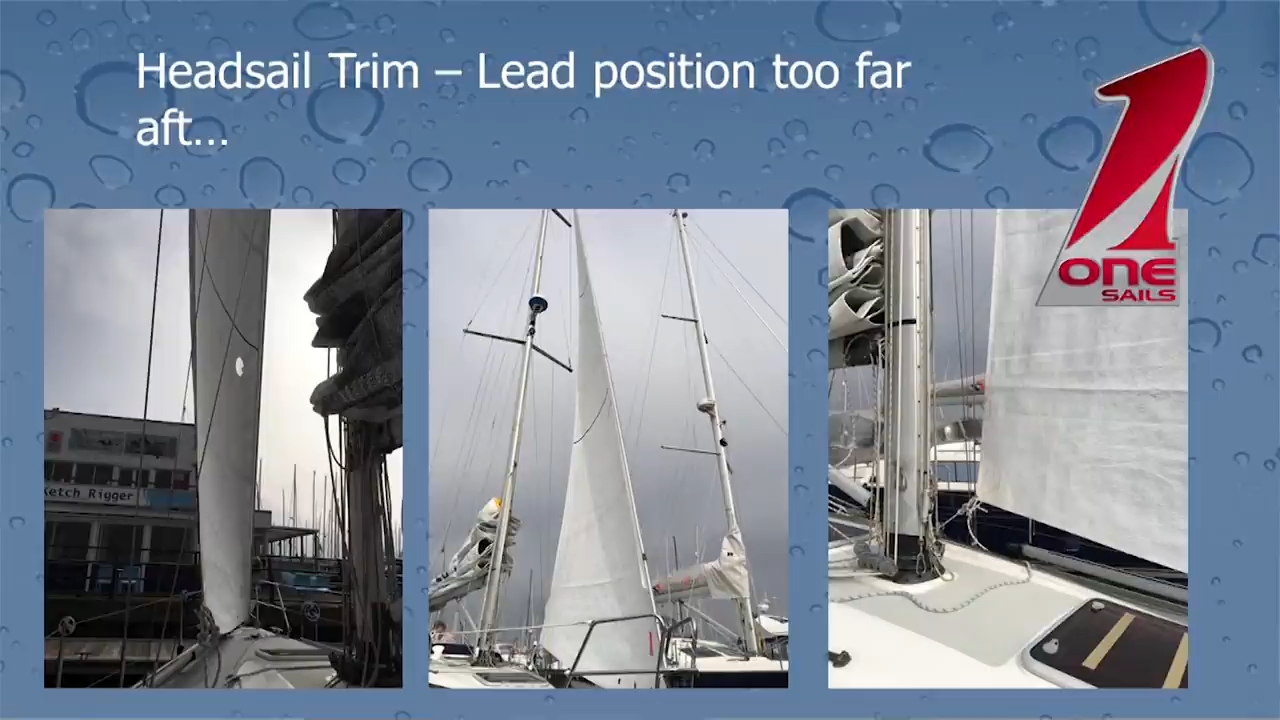 Headsail Trim – Lead position too far
aft...
ONE
SAILS
Ketch Rigger